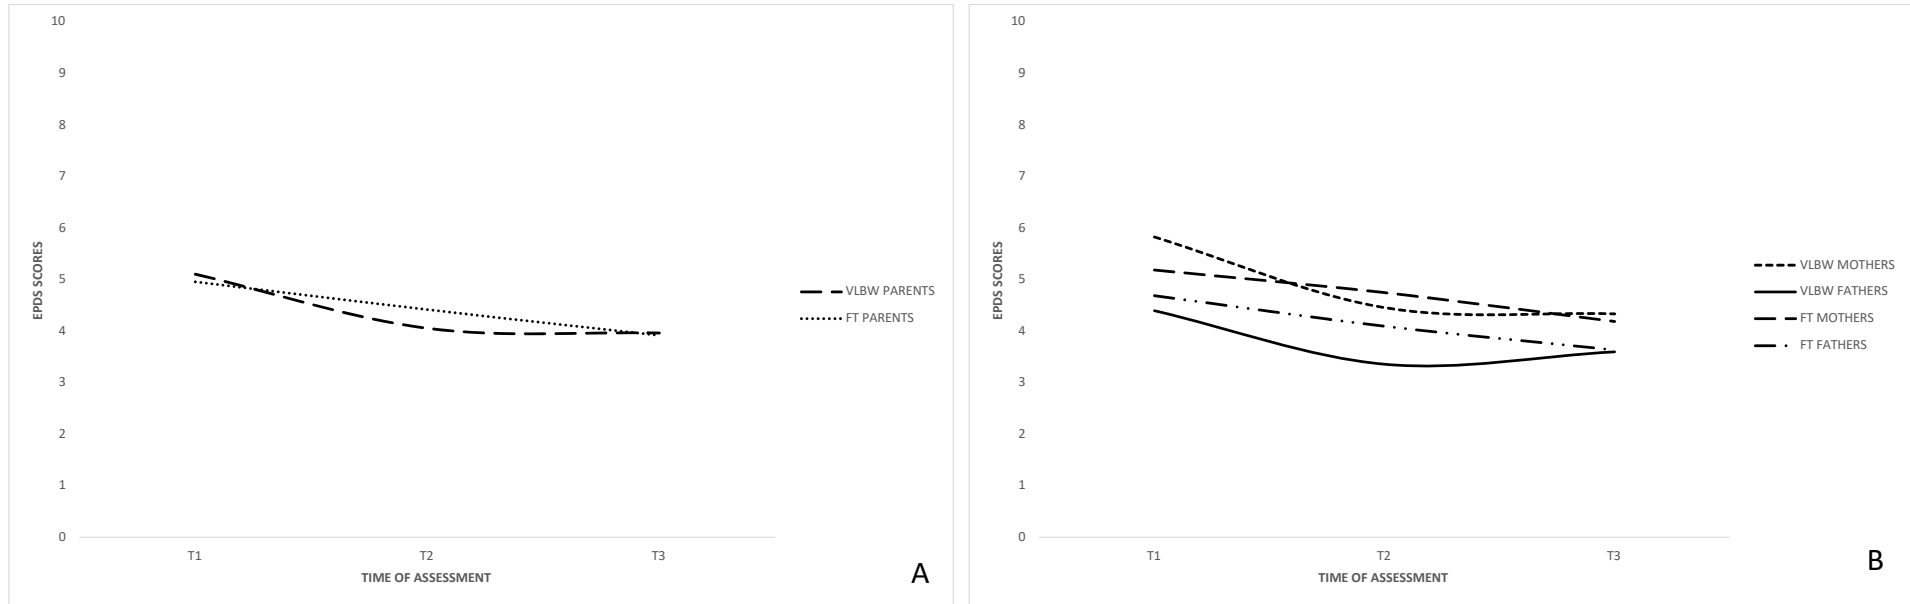 10
9
8
7
6
5
4
3
2
1
0
EPDS SCORES
T1 T2 T3
TIME OF ASSESSMENT
VLBW PARENTS
FT PARENTS
A
10
9
8
7
6
5
4
3
2
1
0
EPDS SCORES
T1 T2 T3
TIME OF ASSESSMENT
VLBW MOTHERS
VLBW FATHERS
FT MOTHERS
FT FATHERS
B